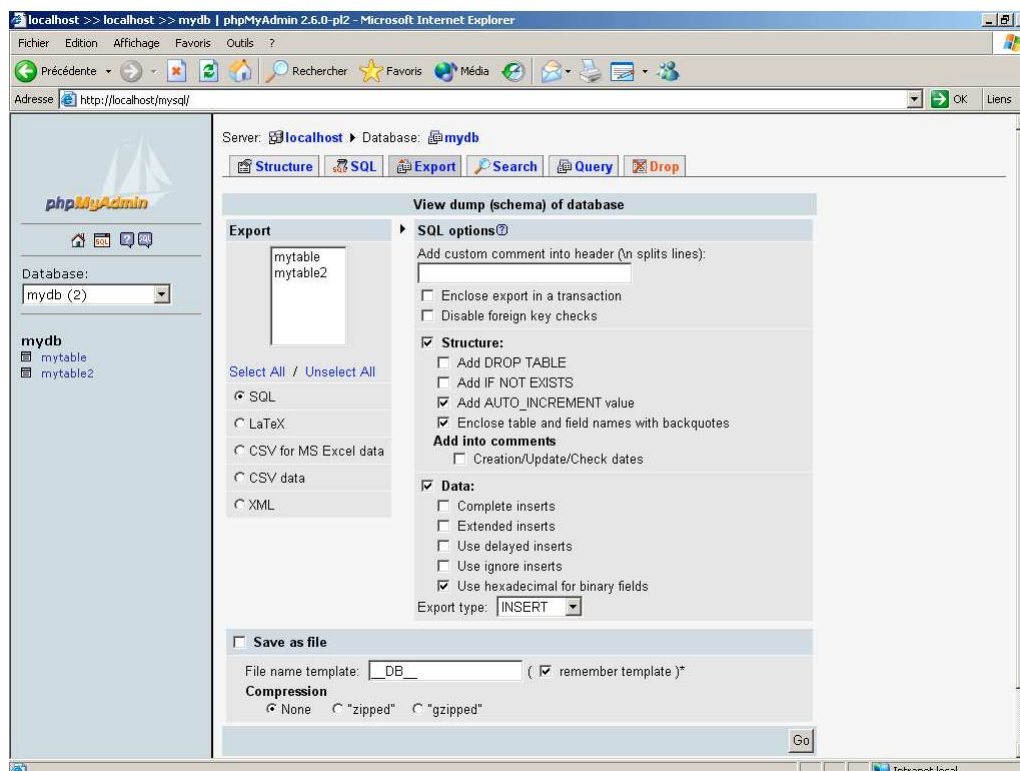 localhost >> localhost >> mydb | phpMyAdmin 2.6.0-pl2 - Microsoft Internet Explorer
Fichier Edition Affichage Favoris Outils ?
Précédente Rechercher Favoris Média
Adresse http://localhost/mysql/ OK Liens
phpMyAdmin
SQL SQL
Database:
mydb (2)
mydb
mytable
mytable2
Server: localhost Database: mydb
Structure SQL Export Search Query Drop
View dump (schema) of database
Export
mytable
mytable2
Select All / Unselect All
SQL
LaTeX
CSV for MS Excel data
CSV data
XML
SQL options
Add custom comment into header (\n splits lines):
Enclose export in a transaction
Disable foreign key checks
Structure:
Add DROP TABLE
Add IF NOT EXISTS
Add AUTO_INCREMENT value
Enclose table and field names with backquotes
Add into comments
Creation/Update/Check dates
Data:
Complete inserts
Extended inserts
Use delayed inserts
Use ignore inserts
Use hexadecimal for binary fields
Export type: INSERT
Save as file
File name template: __DB__ ( remember template )*
Compression
None "zipped" "gzipped"
Go
Intranet local